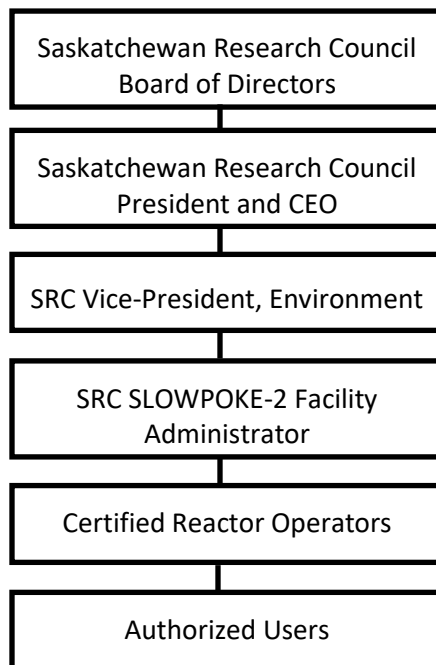 Saskatchewan Research Council
Board of Directors
Saskatchewan Research Council
President and CEO
SRC Vice-President, Environment
SRC SLOWPOKE-2 Facility
Administrator
Certified Reactor Operators
Authorized Users